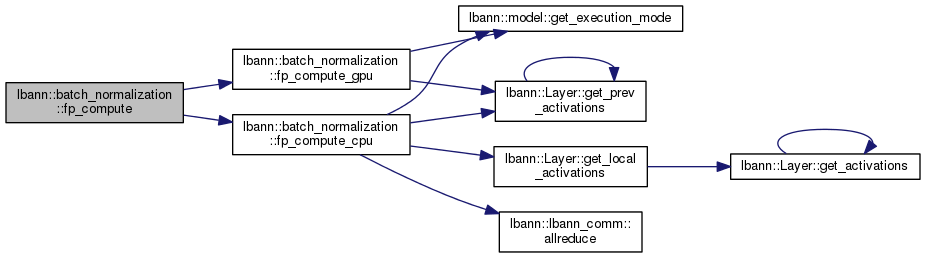 lbann::batch_normalization
::fp_compute
lbann::batch_normalization
::fp_compute_gpu
lbann::batch_normalization
::fp_compute_cpu
lbann::model::get_execution_mode
lbann::Layer::get_prev
_activations
lbann::Layer::get_local
_activations
lbann::lbann_comm::
allreduce
lbann::Layer::get_activations